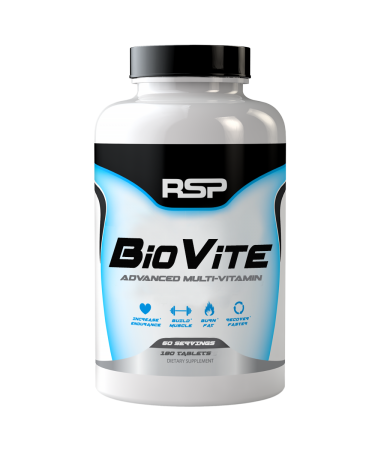 RSP
BIOVITE
ADVANCED MULTI-VITAMIN
INCREASE* ENDURANCE
BUILD* MUSCLE
BURN* FAT
RECOVER* FASTER
60 SERVINGS
180 TABLETS
DIETARY SUPPLEMENT